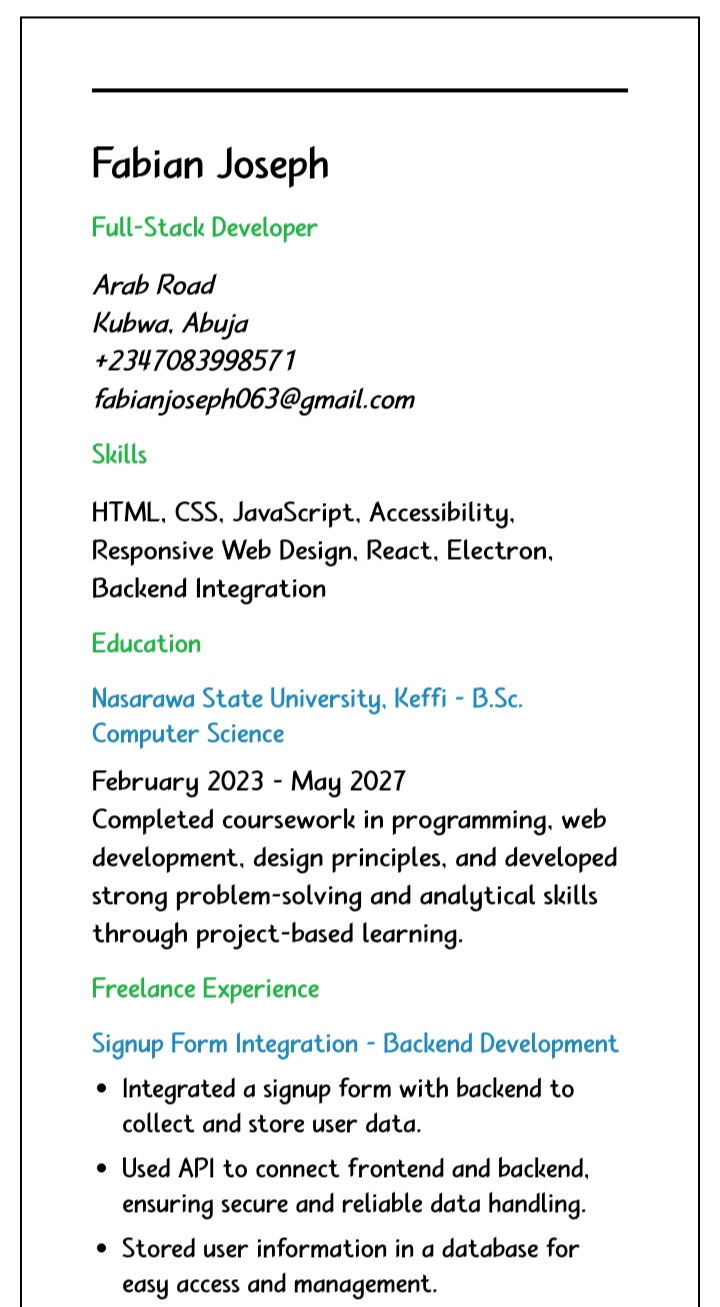 Fabian Joseph
Full-Stack Developer
Arab Road
Kubwa, Abuja
+2347083998571
fabianjoseph063@gmail.com
Skills
HTML, CSS, JavaScript, Accessibility,
Responsive Web Design, React, Electron,
Backend Integration
Education
Nasarawa State University, Keffi - B.Sc.
Computer Science
February 2023 - May 2027
Completed coursework in programming, web
development, design principles, and developed
strong problem-solving and analytical skills
through project-based learning.
Freelance Experience
Signup Form Integration - Backend Development
• Integrated a signup form with backend to
collect and store user data.
• Used API to connect frontend and backend,
ensuring secure and reliable data handling.
• Stored user information in a database for
easy access and management.